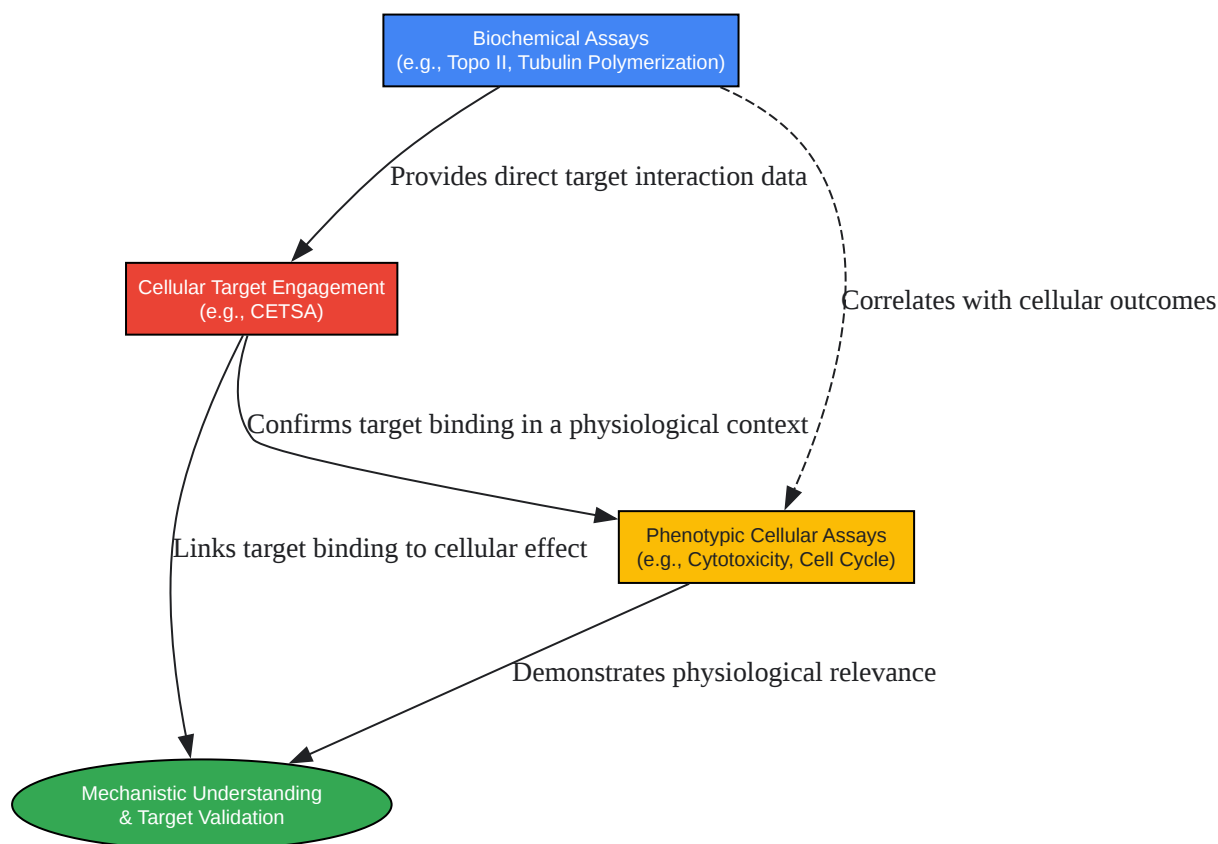 Biochemical Assays
(e.g., Topo II, Tubulin Polymerization)
Provides direct target interaction data
Cellular Target Engagement
(e.g., CETSA)
Correlates with cellular outcomes
Confirms target binding in a physiological context
Phenotypic Cellular Assays
(e.g., Cytotoxicity, Cell Cycle)
Links target binding to cellular effect
Demonstrates physiological relevance
Mechanistic Understanding
& Target Validation